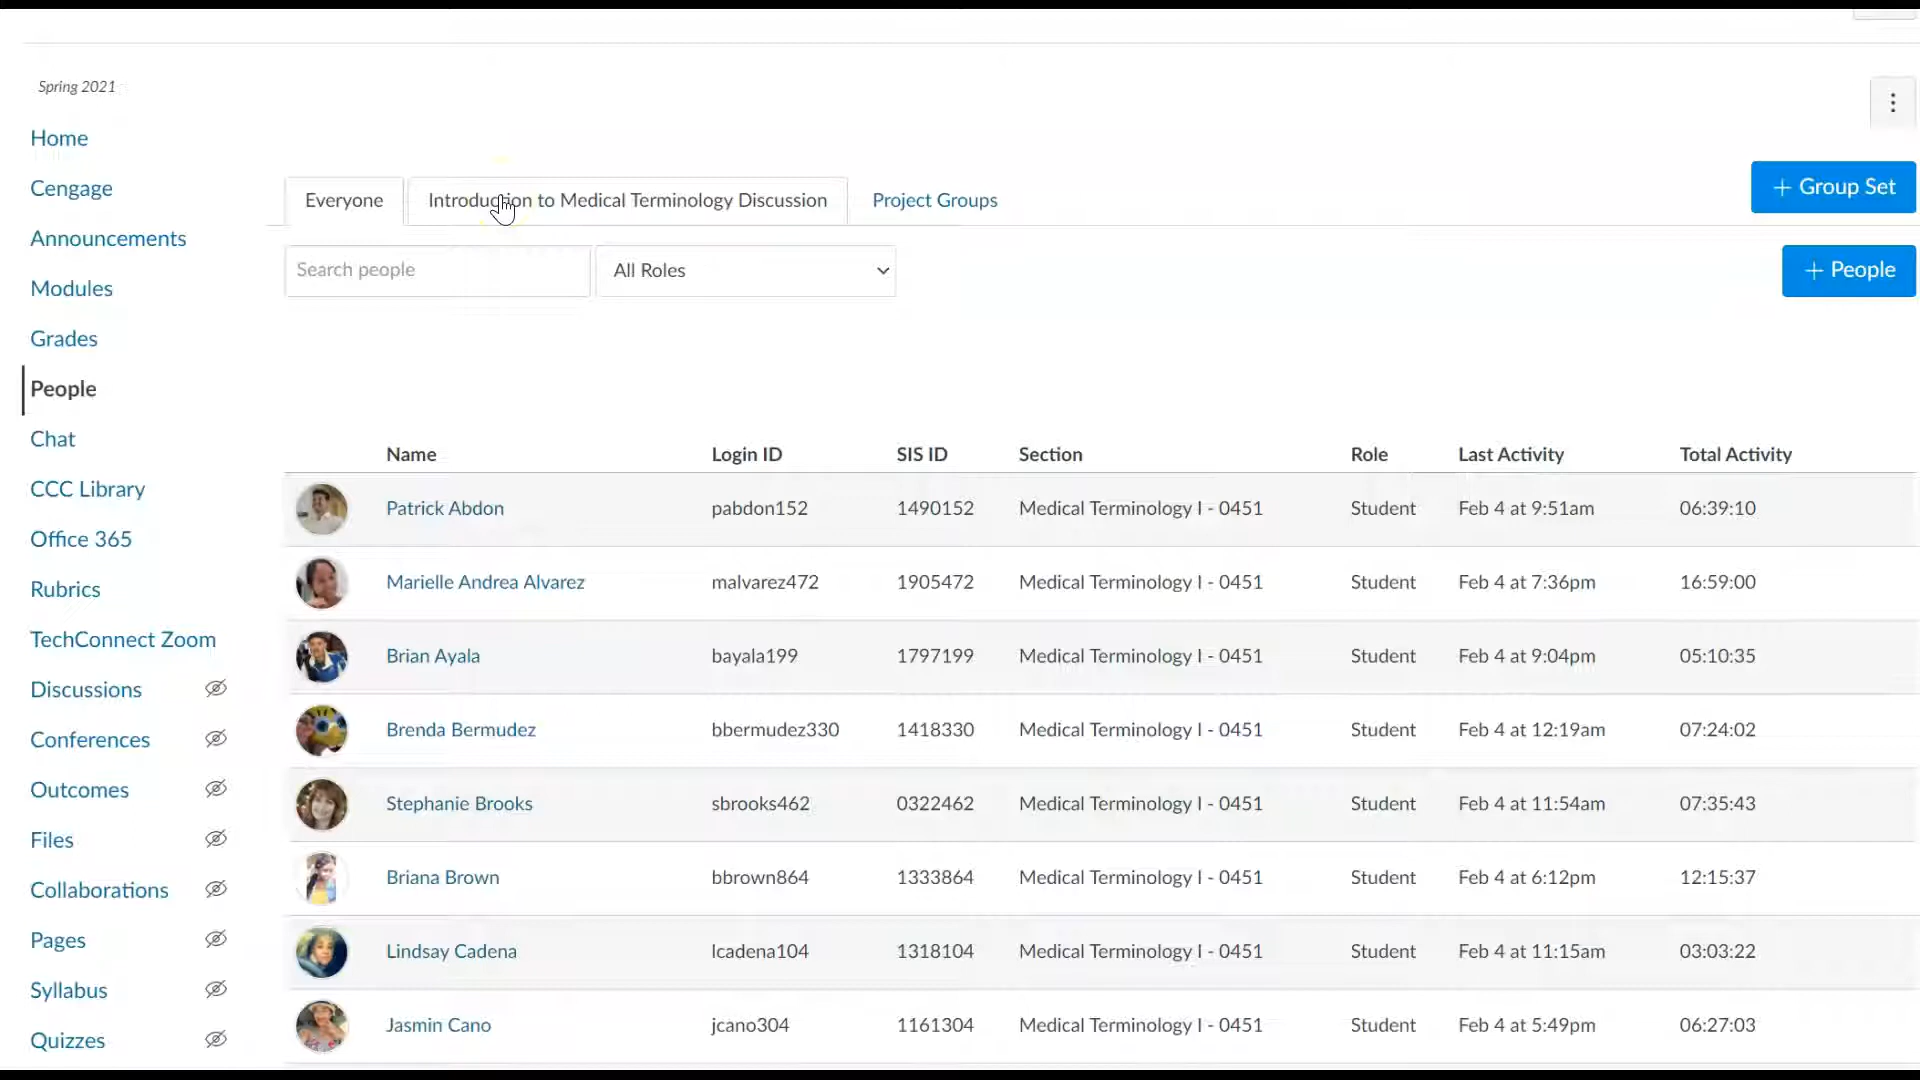 Spring 2021
Home
Cengage
Announcements
Modules
Grades
People
Chat
CCC Library
Office 365
Rubrics
TechConnect Zoom
Discussions
Conferences
Outcomes
Files
Collaborations
Pages
Syllabus
Quizzes
Everyone Introduction to Medical Terminology Discussion Project Groups + Group Set
Search people All Roles + People
Name Login ID SIS ID Section Role Last Activity Total Activity
Patrick Abdon pabdon152 1490152 Medical Terminology I - 0451 Student Feb 4 at 9:51am 06:39:10
Marielle Andrea Alvarez malvarez472 1905472 Medical Terminology I - 0451 Student Feb 4 at 7:36pm 16:59:00
Brian Ayala bayala199 1797199 Medical Terminology I - 0451 Student Feb 4 at 9:04pm 05:10:35
Brenda Bermudez bbermudez330 1418330 Medical Terminology I - 0451 Student Feb 4 at 12:19am 07:24:02
Stephanie Brooks sbrooks462 0322462 Medical Terminology I - 0451 Student Feb 4 at 11:54am 07:35:43
Briana Brown bbrown864 1333864 Medical Terminology I - 0451 Student Feb 4 at 6:12pm 12:15:37
Lindsay Cadena lcadena104 1318104 Medical Terminology I - 0451 Student Feb 4 at 11:15am 03:03:22
Jasmin Cano jcano304 1161304 Medical Terminology I - 0451 Student Feb 4 at 5:49pm 06:27:03